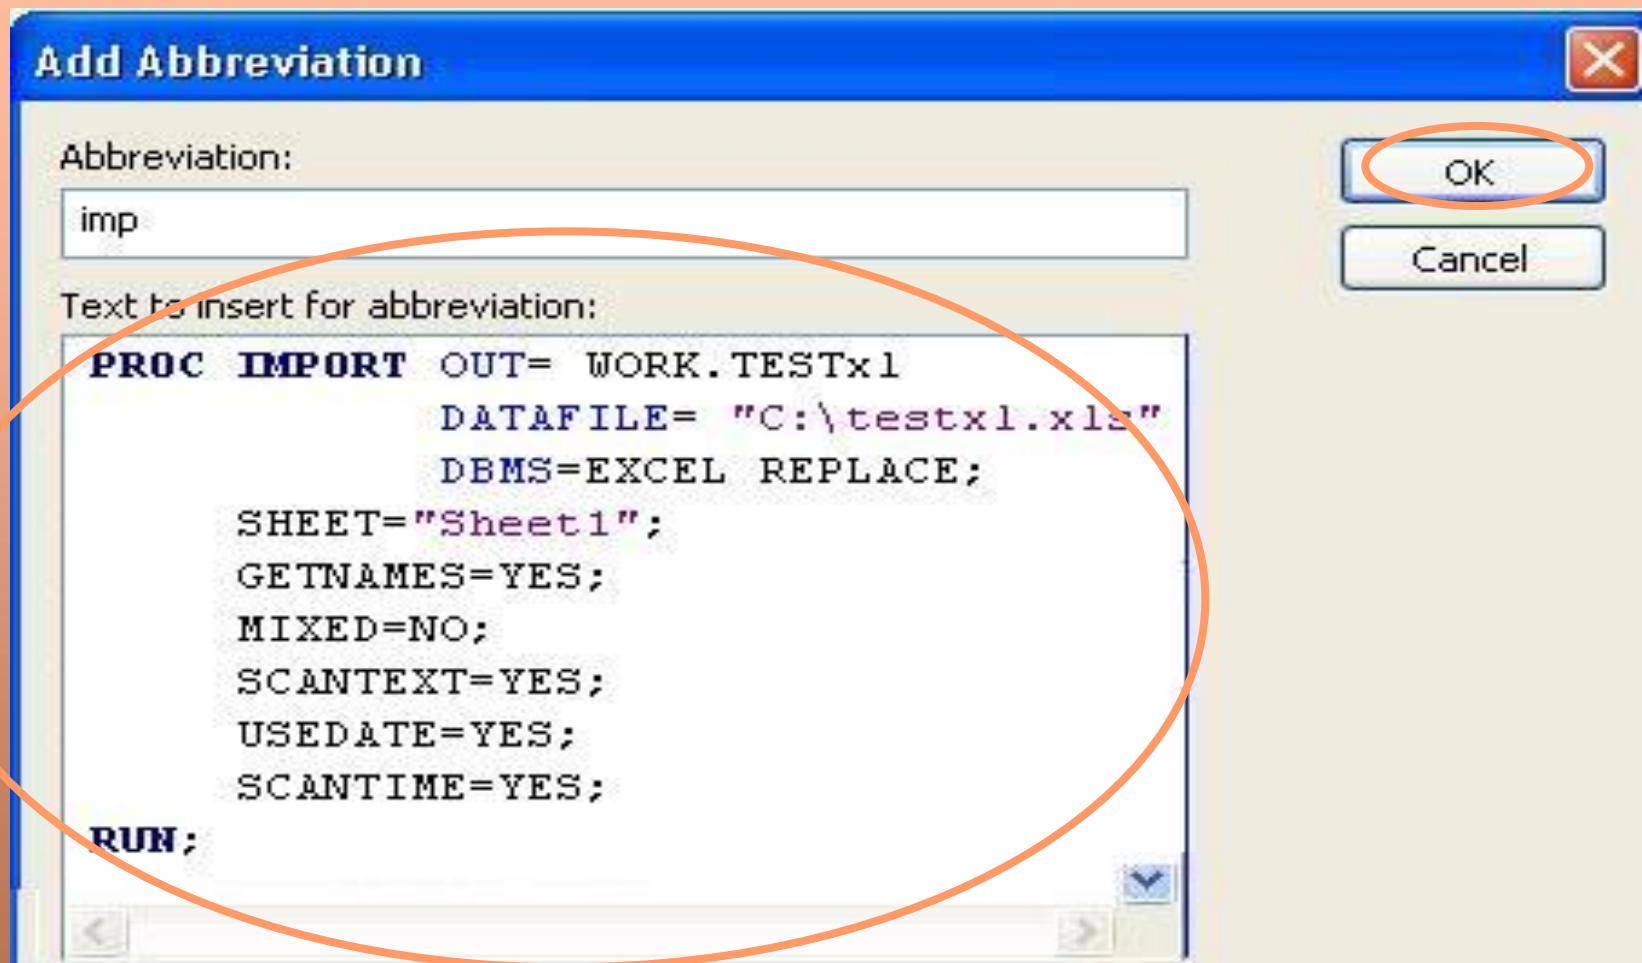 Add Abbreviation
Abbreviation:
imp
OK
Cancel
Text to insert for abbreviation:
PROC IMPORT OUT= WORK.TESTxl
DATAFILE= "C:\testxl.xls"
DBMS=EXCEL REPLACE;
SHEET="Sheet1";
GETNAMES=YES;
MIXED=NO;
SCANTEXT=YES;
USEDATE=YES;
SCANTIME=YES;
RUN;